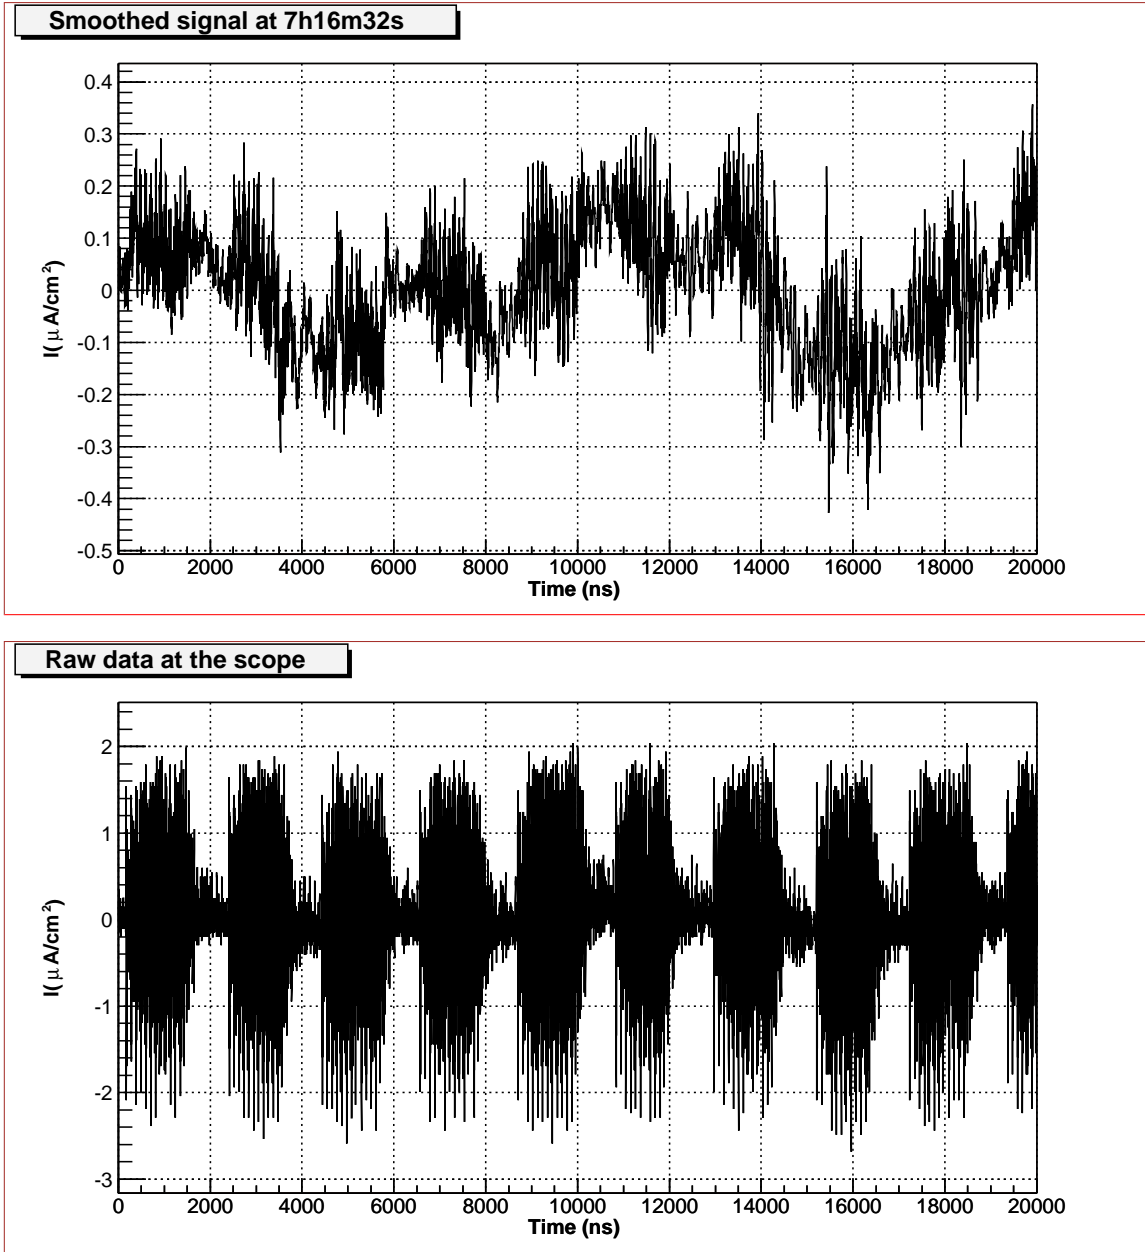 Smoothed signal at 7h16m32s
0.4
0.3
0.2
0.1
0
-0.1
-0.2
-0.3
-0.4
-0.5
I( μ A/cm²)
0 2000 4000 6000 8000 10000 12000 14000 16000 18000 20000
Time (ns)
Raw data at the scope
2
1
0
-1
-2
-3
I( μ A/cm²)
0 2000 4000 6000 8000 10000 12000 14000 16000 18000 20000
Time (ns)